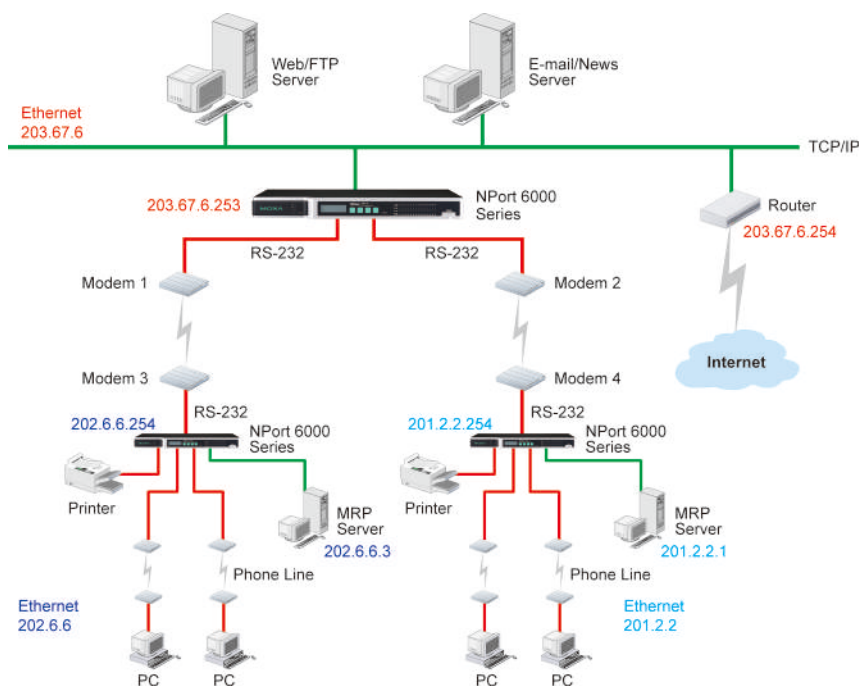 Web/FTP
Server
E-mail/News
Server
Ethernet
203.67.6
TCP/IP
203.67.6.253
MOXA
NPort 6000
Series
Router
203.67.6.254
RS-232
RS-232
Modem 1
Modem 2
Internet
Modem 3
Modem 4
RS-232
RS-232
202.6.6.254
NPort 6000
Series
201.2.2.254
NPort 6000
Series
Printer
MRP
Server
202.6.6.3
Printer
MRP
Server
201.2.2.1
Phone Line
Phone Line
Ethernet
202.6.6
Ethernet
201.2.2
PC
PC
PC
PC